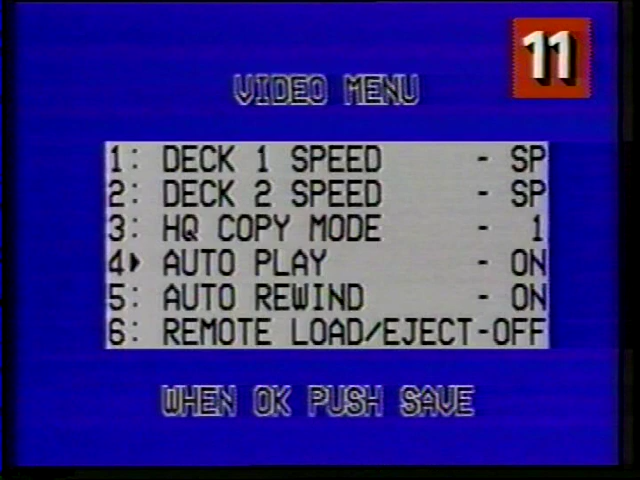 11
VIDEO MENU
1: DECK 1 SPEED - SP
2: DECK 2 SPEED - SP
3: HQ COPY MODE - 1
4▸ AUTO PLAY - ON
5: AUTO REWIND - ON
6: REMOTE LOAD/EJECT-OFF
WHEN OK PUSH SAVE